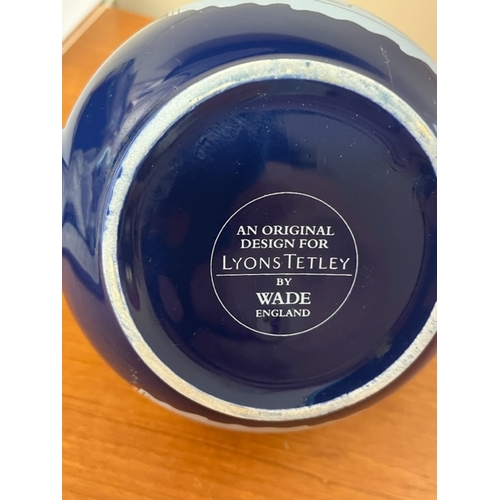 AN ORIGINAL
DESIGN FOR
LYONS TETLEY
BY
WADE
ENGLAND